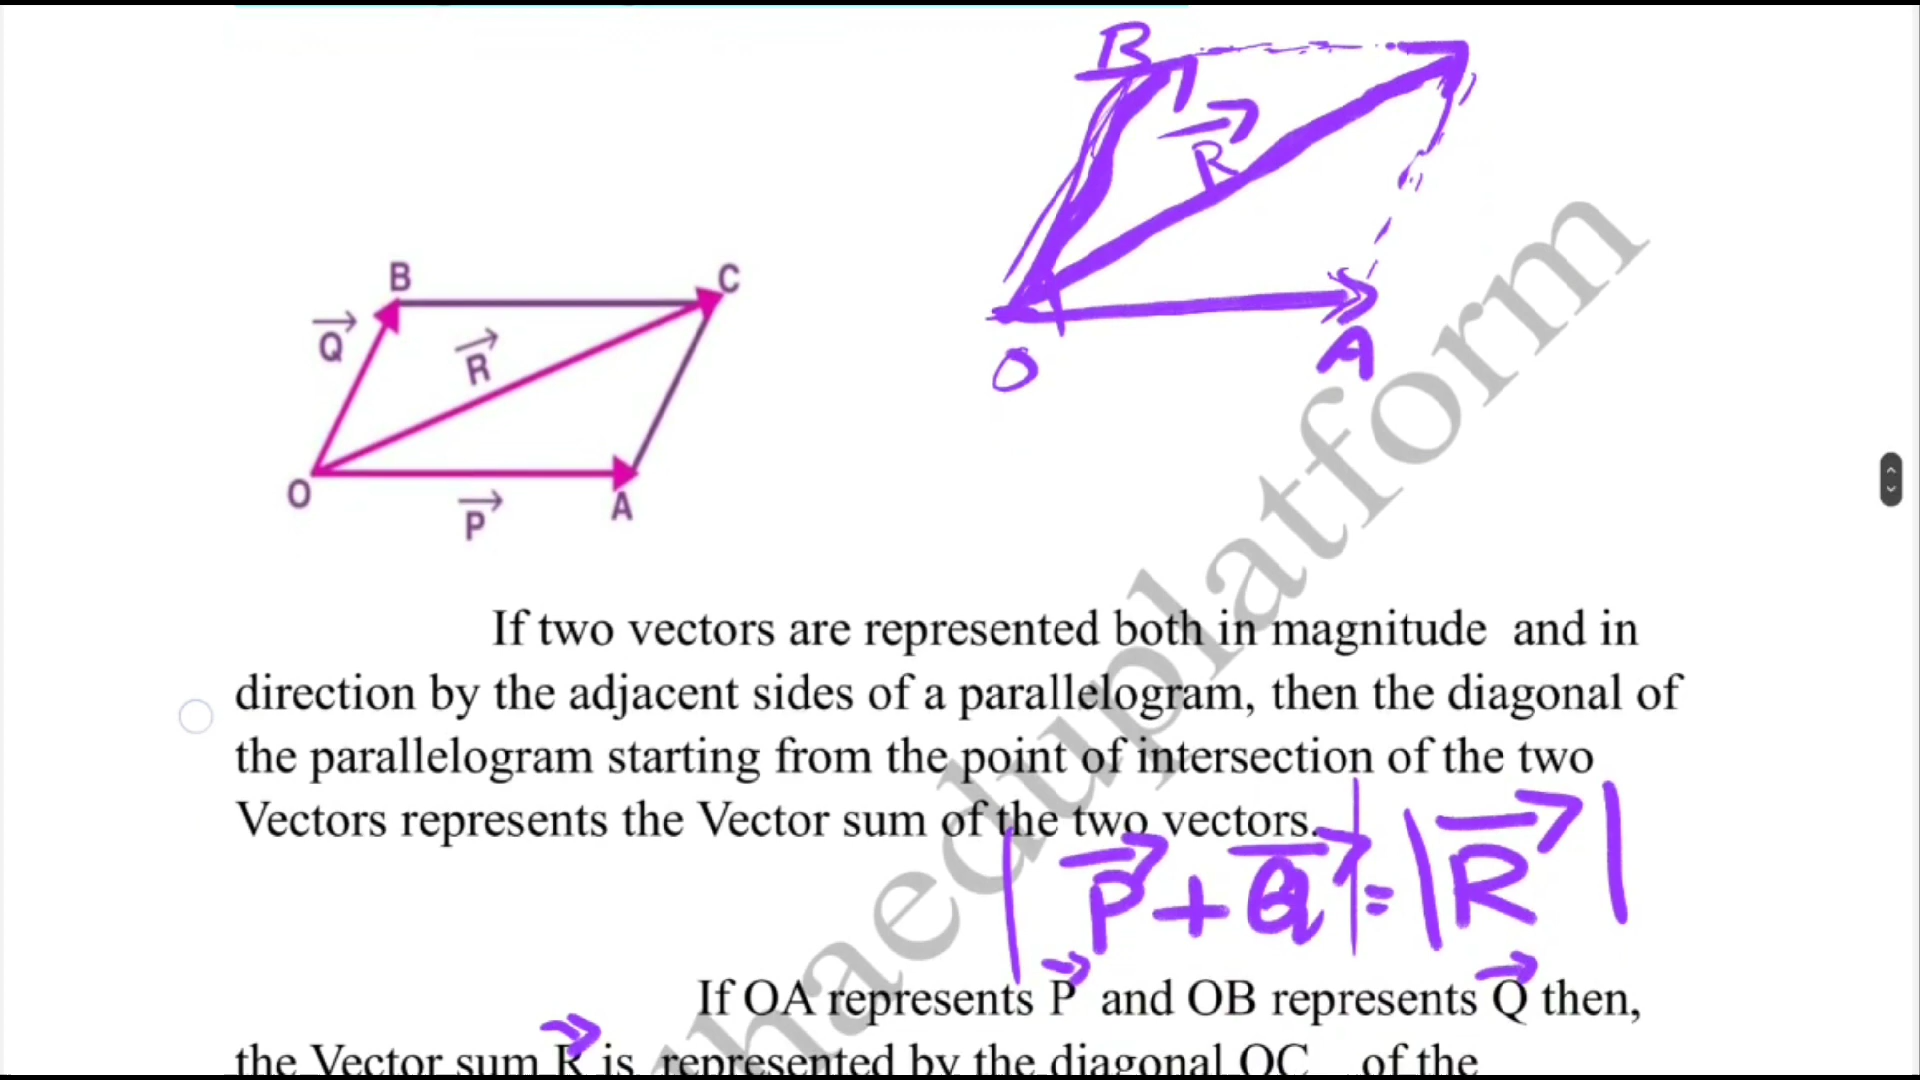 B
R
O
A
B
C
Q
R
O
P
A
If two vectors are represented both in magnitude and in
direction by the adjacent sides of a parallelogram, then the diagonal of
the parallelogram starting from the point of intersection of the two
Vectors represents the Vector sum of the two vectors.
|P+Q|=|R|
If OA represents P and OB represents Q then,
the Vector sum R is represented by the diagonal OC of the
haeduplatform